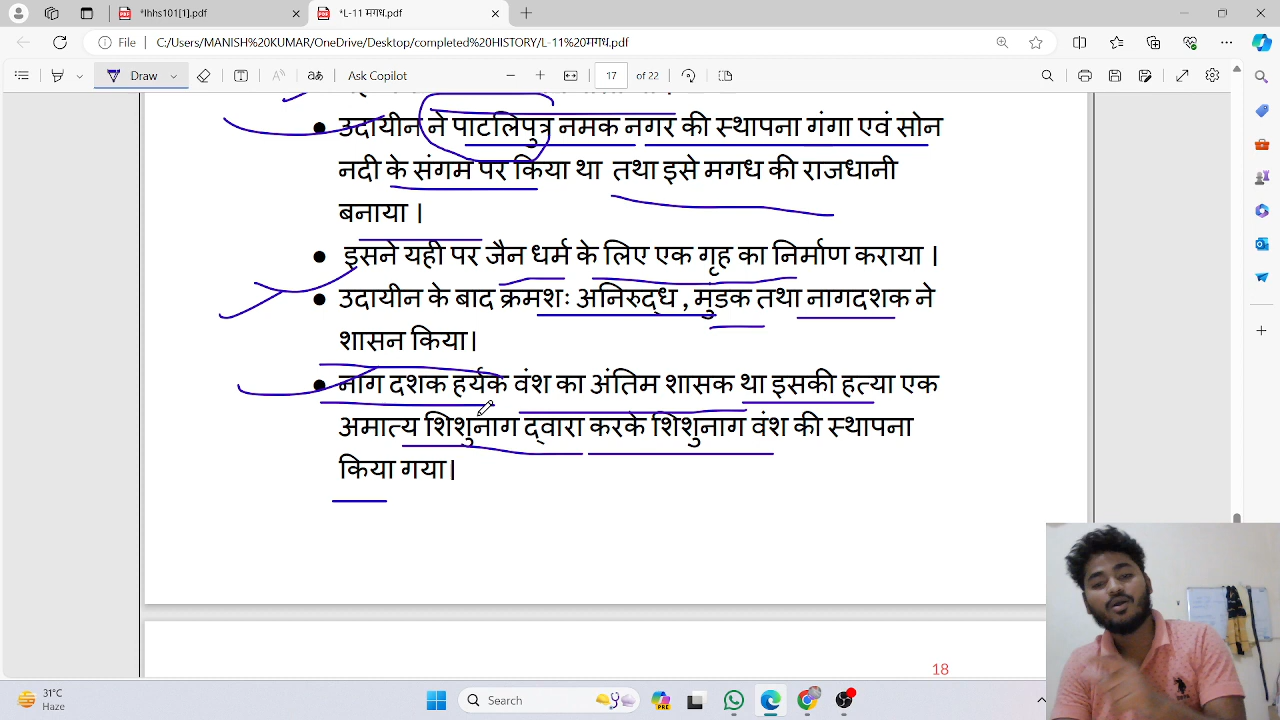 *hhs101[1].pdf
*L-11 मगध.pdf
File
C:/Users/MANISH%20KUMAR/OneDrive/Desktop/completed%20HISTORY/L-11%20मगध.pdf
Draw
Ask Copilot
17 of 22
उदायीन ने पाटलिपुत्र नमक नगर की स्थापना गंगा एवं सोन
नदी के संगम पर किया था तथा इसे मगध की राजधानी
बनाया ।
इसने यही पर जैन धर्म के लिए एक गृह का निर्माण कराया ।
उदायीन के बाद क्रमशः अनिरुद्ध , मुंडक तथा नागदशक ने
शासन किया।
नाग दशक हर्यक वंश का अंतिम शासक था इसकी हत्या एक
अमात्य शिशुनाग द्वारा करके शिशुनाग वंश की स्थापना
किया गया।
18
31°C
Haze
Search